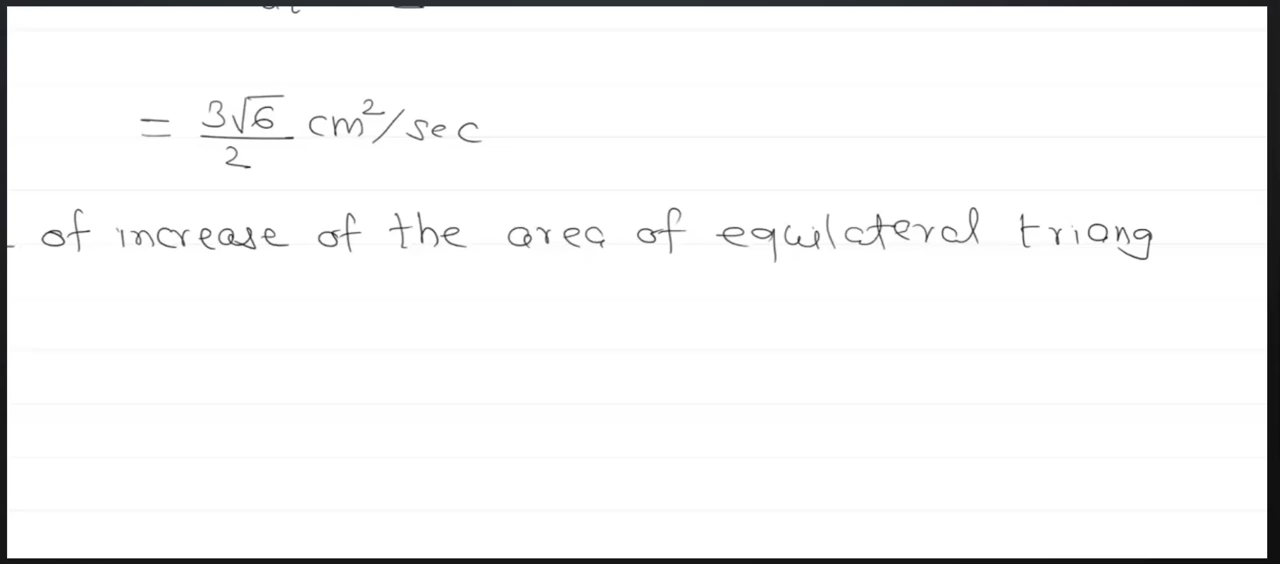 = 3√6/2 cm²/sec
of increase of the area of equilateral triang